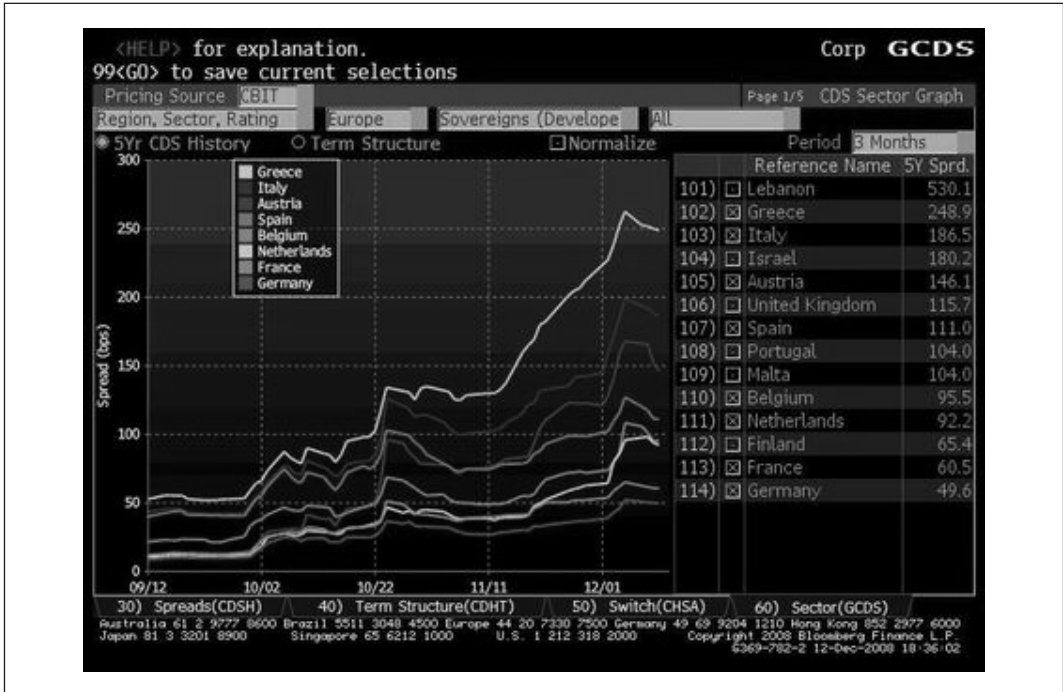 <HELP> for explanation. Corp GCDS
99<GO> to save current selections
Pricing Source CBIT Page 1/5 CDS Sector Graph
Region, Sector, Rating Europe Sovereigns (Develope All
5Yr CDS History Term Structure Normalize Period 3 Months
Reference Name 5Y Sprd.
101) Lebanon 530.1
102) Greece 248.9
103) Italy 186.5
104) Israel 180.2
105) Austria 146.1
106) United Kingdom 115.7
107) Spain 111.0
108) Portugal 104.0
109) Malta 104.0
110) Belgium 95.5
111) Netherlands 92.2
112) Finland 65.4
113) France 60.5
114) Germany 49.6
Greece
Italy
Austria
Spain
Belgium
Netherlands
France
Germany
Spread (bps)
300
250
200
150
100
50
0
09/12 10/02 10/22 11/11 12/01
30) Spreads(CDSH) 40) Term Structure(CDHT) 50) Switch(CHSA) 60) Sector(GCDS)
Australia 61 2 9777 8600 Brazil 5511 3048 4500 Europe 44 20 7330 7500 Germany 49 69 9204 1210 Hong Kong 852 2977 6000
Japan 81 3 3201 8900 Singapore 65 6212 1000 U.S. 1 212 318 2000 Copyright 2008 Bloomberg Finance L.P.
G369-782-2 12-Dec-2008 18:36:02